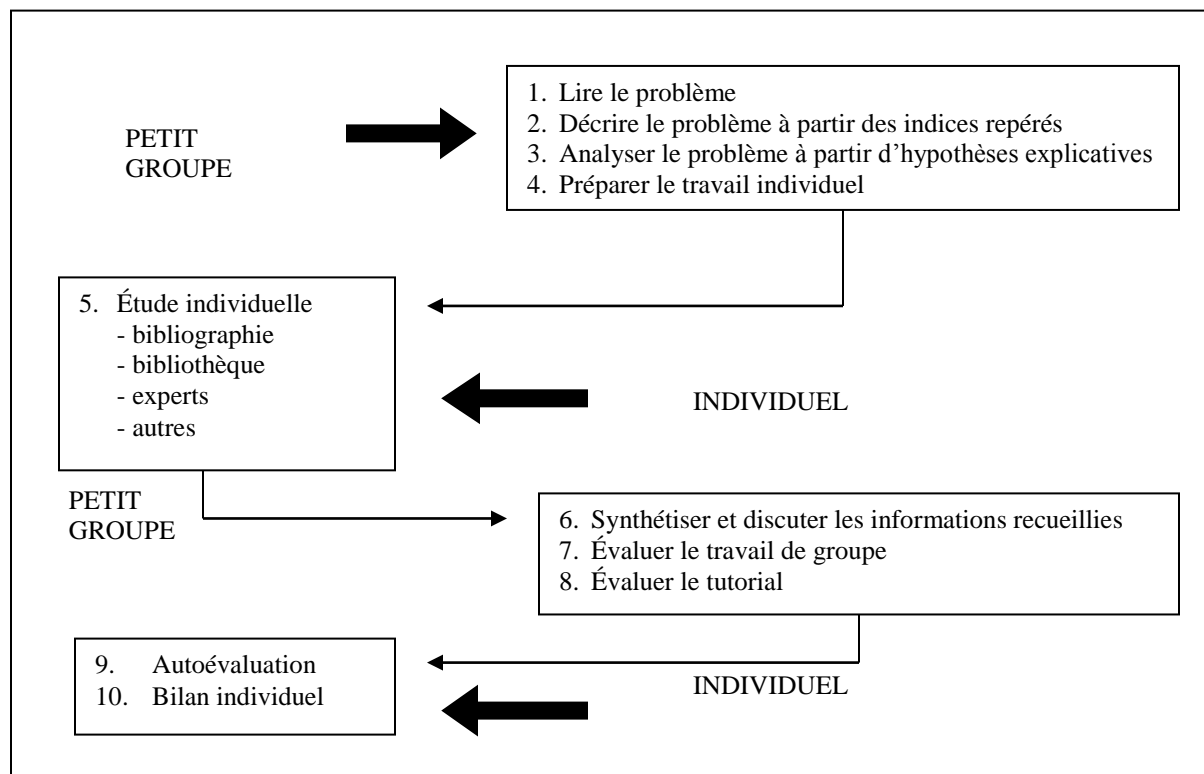 PETIT
GROUPE
1. Lire le problème
2. Décrire le problème à partir des indices repérés
3. Analyser le problème à partir d'hypothèses explicatives
4. Préparer le travail individuel
5. Étude individuelle
- bibliographie
- bibliothèque
- experts
- autres
INDIVIDUEL
PETIT
GROUPE
6. Synthétiser et discuter les informations recueillies
7. Évaluer le travail de groupe
8. Évaluer le tutorial
9. Autoévaluation
10. Bilan individuel
INDIVIDUEL